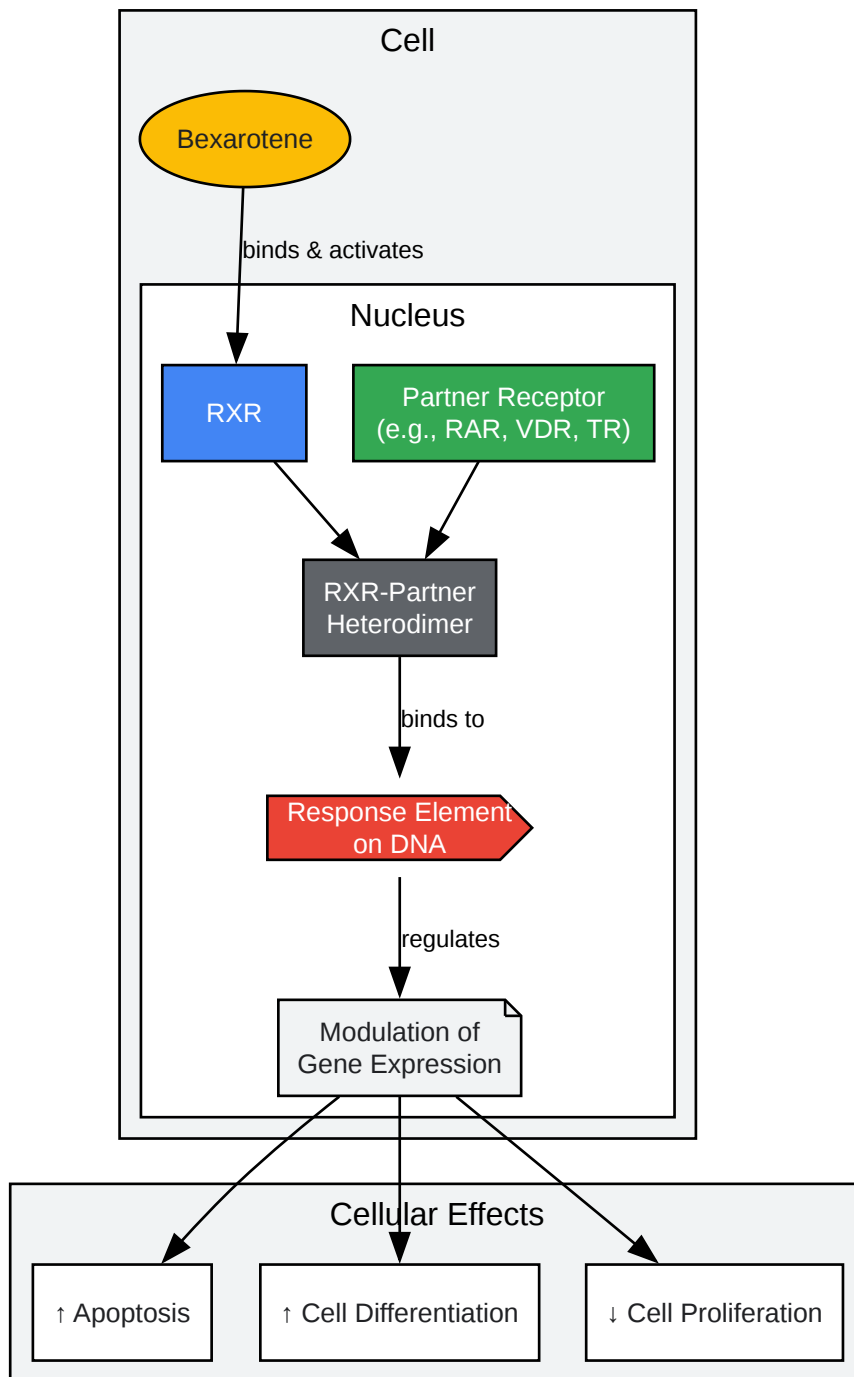 Cell
Bexarotene
binds & activates
Nucleus
RXR
Partner Receptor
(e.g., RAR, VDR, TR)
RXR-Partner
Heterodimer
binds to
Response Element
on DNA
regulates
Modulation of
Gene Expression
Cellular Effects
↑ Apoptosis
↑ Cell Differentiation
↓ Cell Proliferation